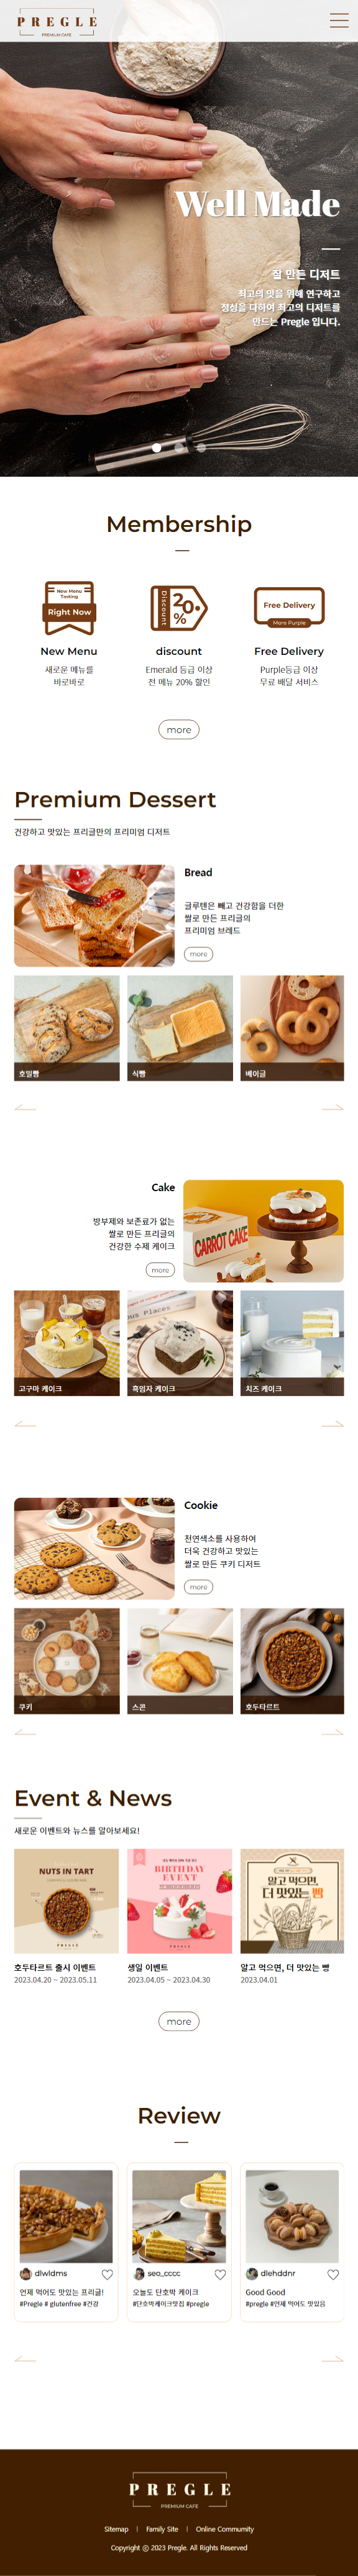 PREGLE
PREMIUM CAFE
Well Made
잘 만든 디저트
최고의 맛을 위해 연구하고
정성을 다하여 최고의 디저트를
만드는 Pregle 입니다.
Membership
New Menu
Tasting
Right Now
Discount
20.
%
Free Delivery
More Purple
New Menu
새로운 메뉴를
바로바로
discount
Emerald 등급 이상
전 메뉴 20% 할인
Free Delivery
Purple등급 이상
무료 배달 서비스
more
Premium Dessert
건강하고 맛있는 프리글만의 프리미엄 디저트
Bread
글루텐은 빼고 건강함을 더한
쌀로 만든 프리글의
프리미엄 브레드
more
호밀빵
식빵
베이글
Cake
방부제와 보존료가 없는
쌀로 만든 프리글의
건강한 수제 케이크
more
CARROT CAKE
고구마 케이크
흑임자 케이크
치즈 케이크
Cookie
천연색소를 사용하여
더욱 건강하고 맛있는
쌀로 만든 쿠키 디저트
more
쿠키
스콘
호두타르트
Event & News
새로운 이벤트와 뉴스를 알아보세요!
NUTS IN TART
PREGLE
BIRTHDAY
EVENT
PREGLE
알고 먹으면,
더 맛있는 빵
호두타르트 출시 이벤트
2023.04.20 ~ 2023.05.11
생일 이벤트
2023.04.05 ~ 2023.04.30
알고 먹으면, 더 맛있는 빵
2023.04.01
more
Review
dlwldms
언제 먹어도 맛있는 프리글!
#Pregle # glutenfree #건강
seo_cccc
오늘도 단호박 케이크
#단호박케이크맛집 #pregle
dlehddnr
Good Good
#pregle #언제 먹어도 맛있음
PREGLE
PREMIUM CAFE
Sitemap | Family Site | Online Community
Copyright © 2023 Pregle. All Rights Reserved